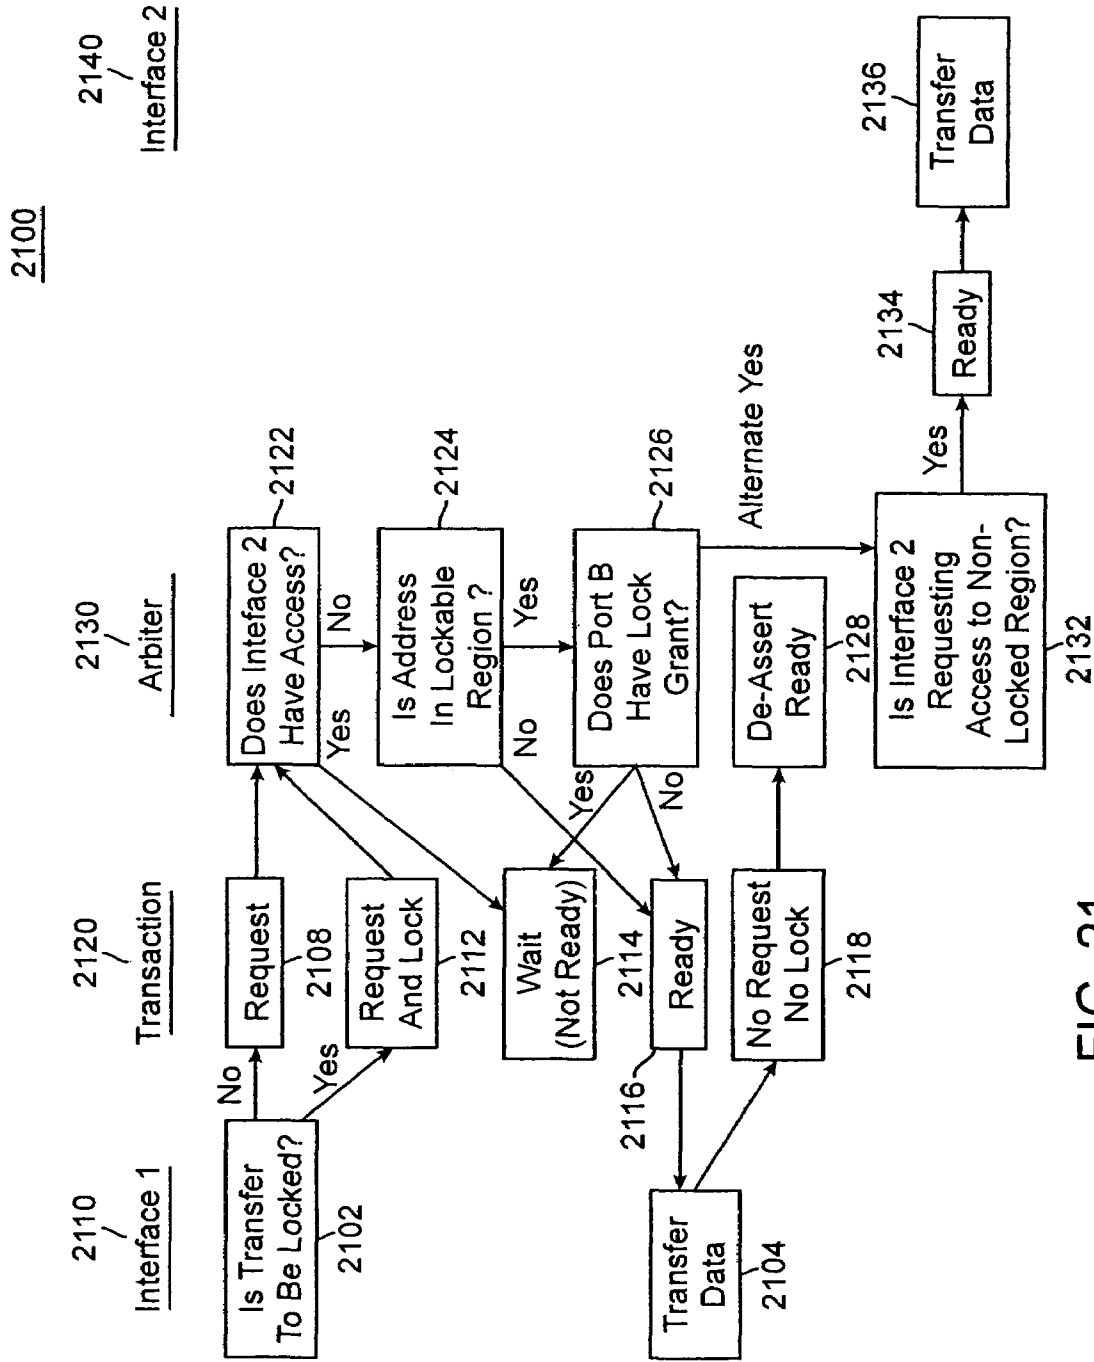 2100
2110
Interface 1
2120
Transaction
2130
Arbiter
2140
Interface 2
Is Transfer
To Be Locked?
2102
No
Yes
Request
2108
Request
And Lock
2112
Does Inteface 2
Have Access?
2122
Yes
No
Is Address
In Lockable
Region ?
2124
No
Yes
Wait
(Not Ready)
2114
Does Port B
Have Lock
Grant?
2126
Yes
No
Alternate Yes
Ready
2116
Transfer
Data
2104
No Request
No Lock
2118
De-Assert
Ready
2128
Is Interface 2
Requesting
Access to Non-
Locked Region?
2132
Yes
Ready
2134
Transfer
Data
2136